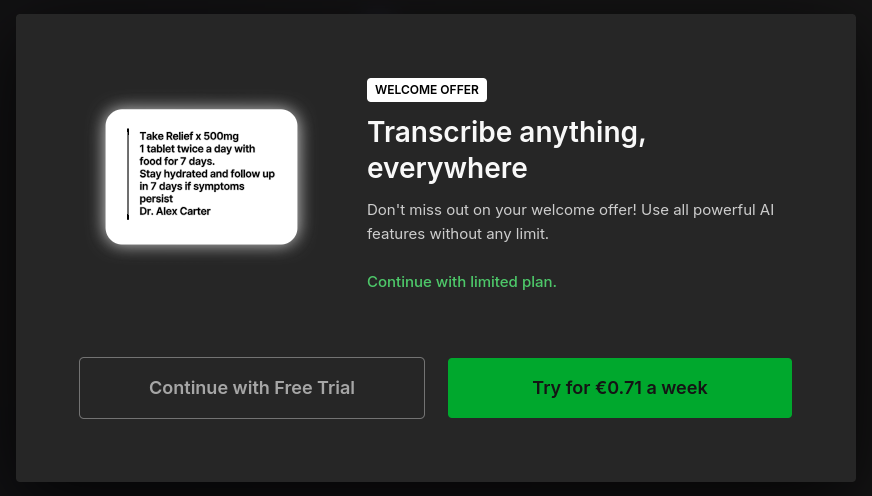 Take Relief x 500mg
1 tablet twice a day with
food for 7 days.
Stay hydrated and follow up
in 7 days if symptoms
persist
Dr. Alex Carter
WELCOME OFFER
Transcribe anything,
everywhere
Don't miss out on your welcome offer! Use all powerful AI
features without any limit.
Continue with limited plan.
Continue with Free Trial
Try for €0.71 a week